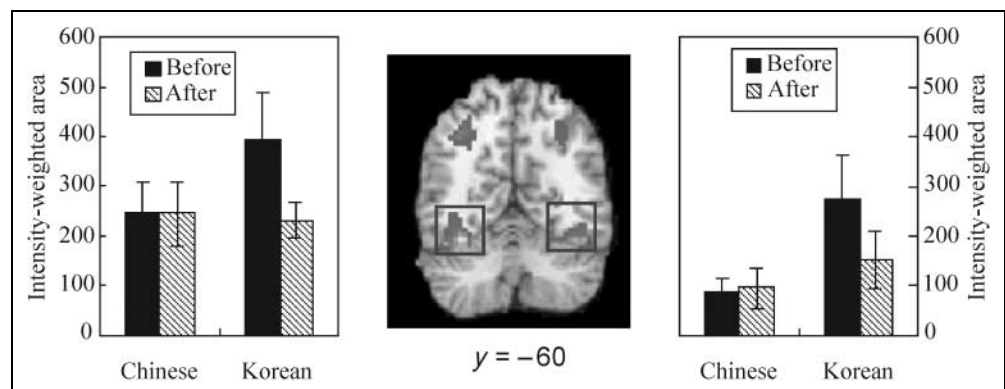 Intensity-weighted area
600
500
400
300
200
100
0
Before
After
Chinese
Korean
y = −60
Before
After
Chinese
Korean
600
500
400
300
200
100
0
Intensity-weighted area